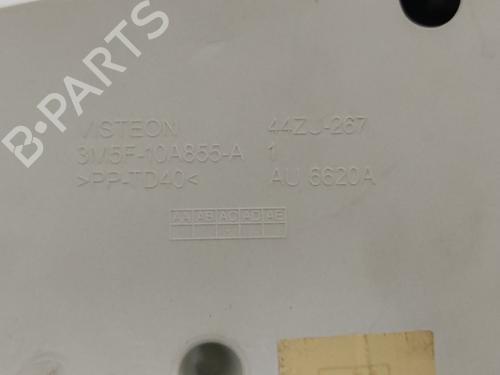 VISTEON 44ZJ-267
3M5F-10A855-A 1
>PP-TD40< AU 6620A
AA AB AC AD AE
B-PARTS